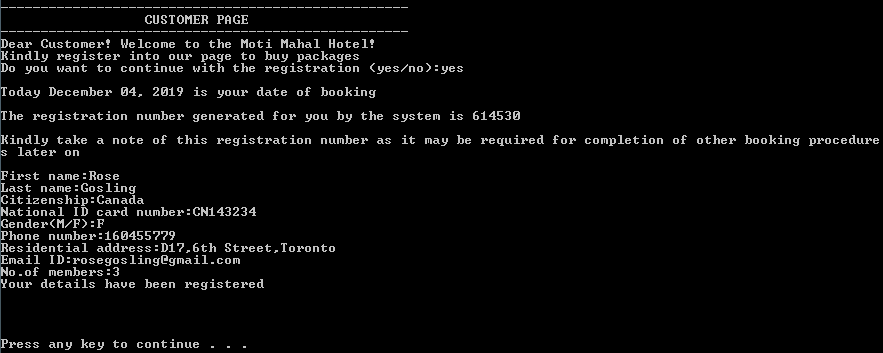 CUSTOMER PAGE
Dear Customer! Welcome to the Moti Mahal Hotel!
Kindly register into our page to buy packages
Do you want to continue with the registration (yes/no):yes
Today December 04, 2019 is your date of booking
The registration number generated for you by the system is 614530
Kindly take a note of this registration number as it may be required for completion of other booking procedure
s later on
First name:Rose
Last name:Gosling
Citizenship:Canada
National ID card number:CN143234
Gender(M/F):F
Phone number:160455779
Residential address:D17,6th Street,Toronto
Email ID:rosegosling@gmail.com
No.of members:3
Your details have been registered
Press any key to continue . . .